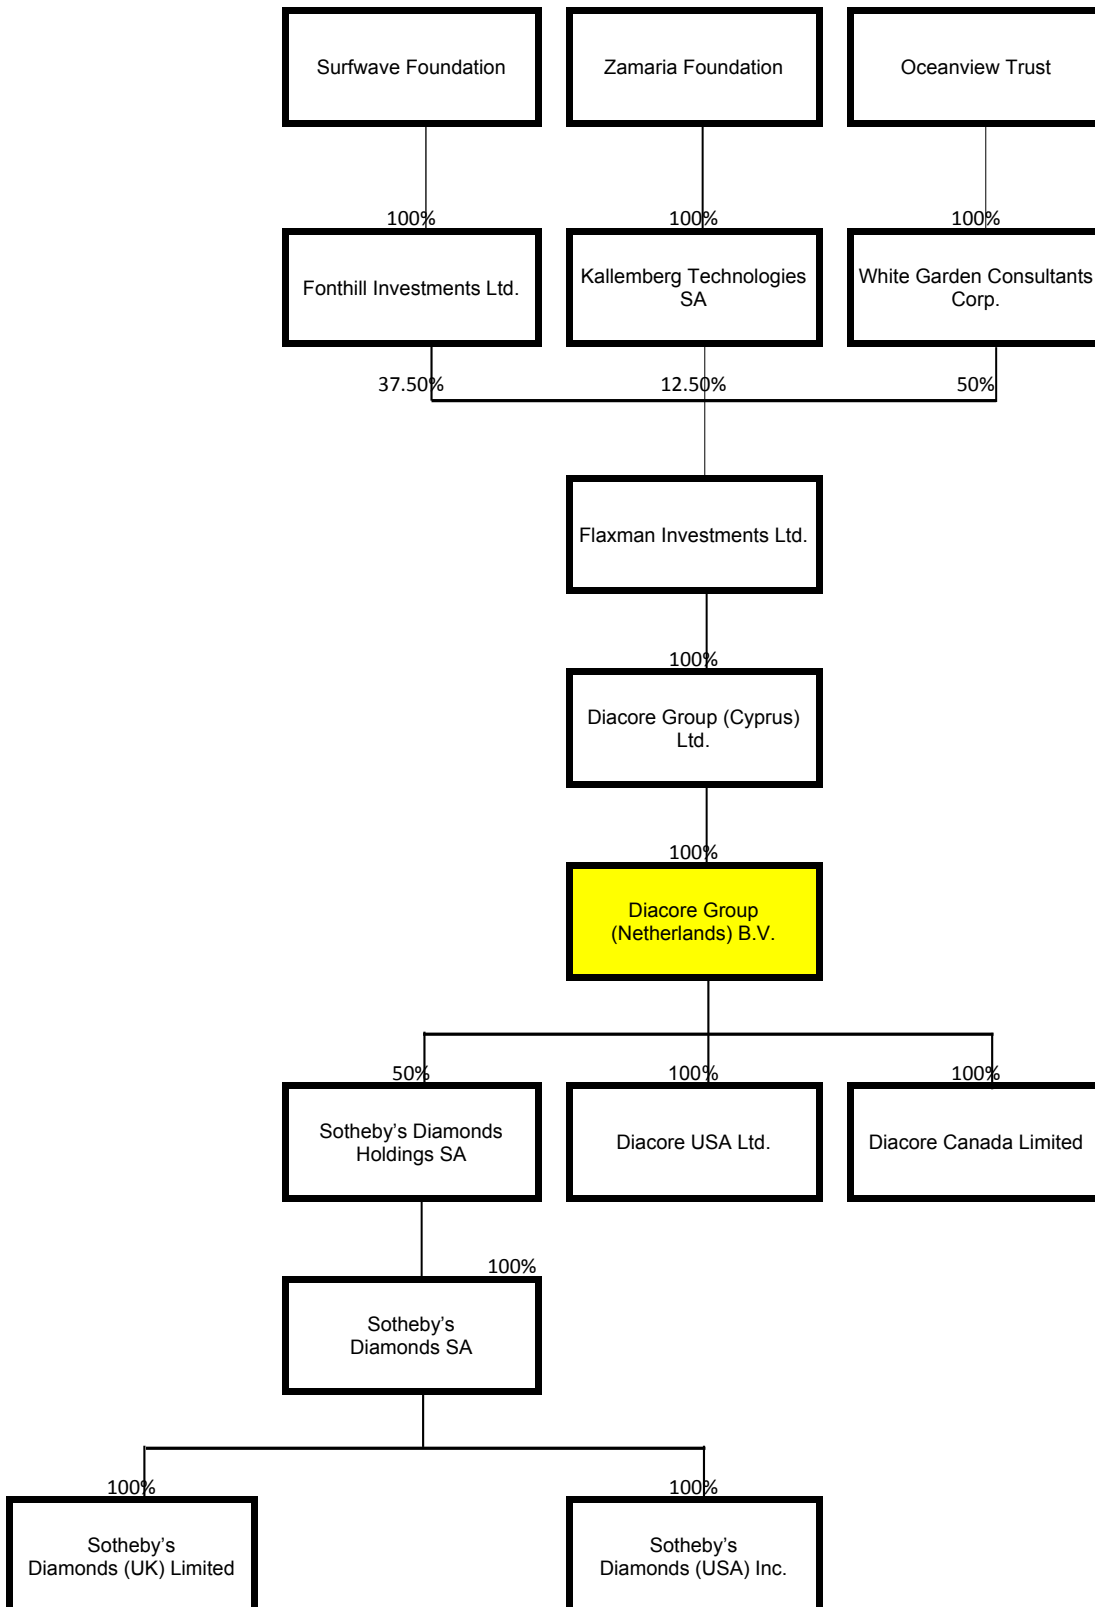 Surfwave Foundation
Zamaria Foundation
Oceanview Trust
100%
100%
100%
Fonthill Investments Ltd.
Kallemberg Technologies
SA
White Garden Consultants
Corp.
37.50%
12.50%
50%
Flaxman Investments Ltd.
100%
Diacore Group (Cyprus)
Ltd.
100%
Diacore Group
(Netherlands) B.V.
50%
100%
100%
Sotheby’s Diamonds
Holdings SA
Diacore USA Ltd.
Diacore Canada Limited
100%
Sotheby’s
Diamonds SA
100%
100%
Sotheby’s
Diamonds (UK) Limited
Sotheby’s
Diamonds (USA) Inc.